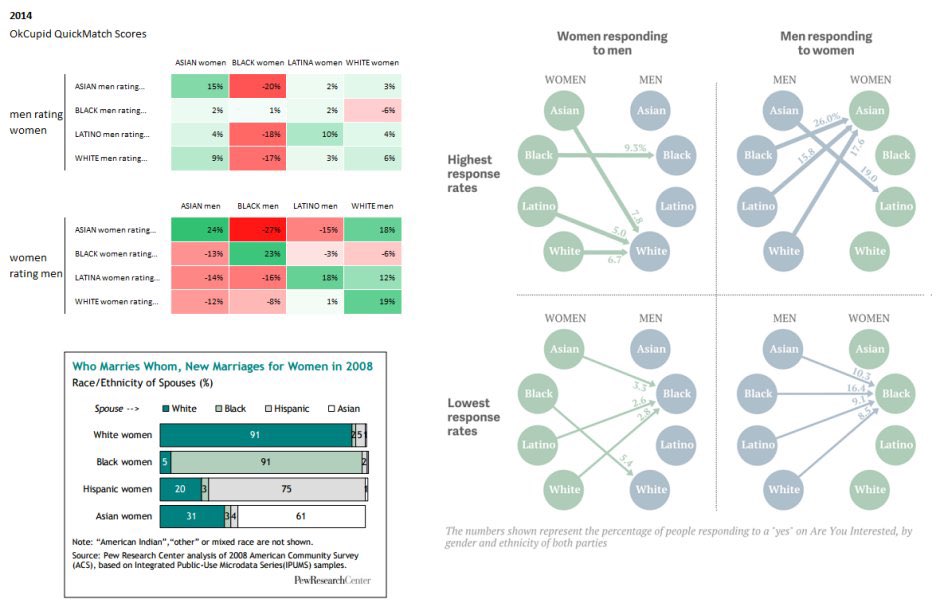 2014
OkCupid QuickMatch Scores
ASIAN women BLACK women LATINA women WHITE women
men rating women
ASIAN men rating... 15% -20% 2% 3%
BLACK men rating... 2% 1% 2% -6%
LATINO men rating... 4% -18% 10% 4%
WHITE men rating... 9% -17% 3% 6%
ASIAN men BLACK men LATINO men WHITE men
women rating men
ASIAN women rating... 24% -27% -15% 18%
BLACK women rating... -13% 23% -3% -6%
LATINA women rating... -14% -16% 18% 12%
WHITE women rating... -12% -8% 1% 19%
Who Marries Whom, New Marriages for Women in 2008
Race/Ethnicity of Spouses (%)
Spouse --> White Black Hispanic Asian
White women 91 2 5 1
Black women 5 91 2
Hispanic women 20 3 75 1
Asian women 31 3 4 61
Note: “American Indian”,“other” or mixed race are not shown.
Source: Pew Research Center analysis of 2008 American Community Survey
(ACS), based on Integrated Public-Use Microdata Series(IPUMS) samples.
PewResearchCenter
Women responding
to men
Men responding
to women
Highest
response
rates
WOMEN MEN
Asian Asian
Black 9.3% Black
Latino Latino
7.8
5.0
White White
6.7
MEN WOMEN
Asian Asian
26.0%
Black Black
15.8
17.6
19.0
Latino Latino
White White
Lowest
response
rates
WOMEN MEN
Asian Asian
3.3
Black Black
2.6
2.8
Latino Latino
5.4
White White
MEN WOMEN
Asian Asian
10.3
Black 16.4 Black
9.1
8.5
Latino Latino
White White
The numbers shown represent the percentage of people responding to a "yes" on Are You Interested, by
gender and ethnicity of both parties